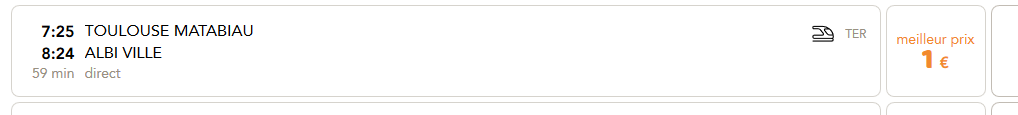 7:25 TOULOUSE MATABIAU
8:24 ALBI VILLE
59 min direct
TER
meilleur prix
1 €